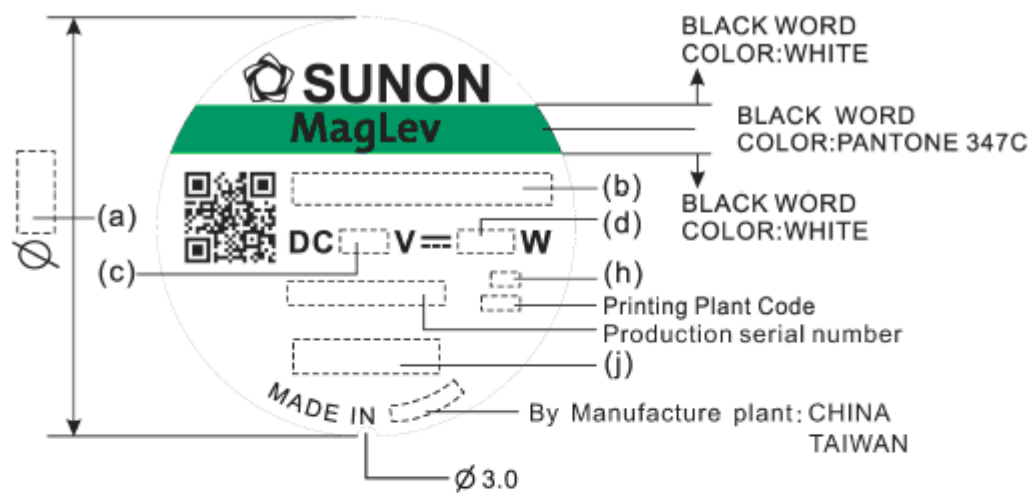 BLACK WORD
COLOR:WHITE
SUNON
MagLev
BLACK WORD
COLOR:PANTONE 347C
(a)
(b)
BLACK WORD
COLOR:WHITE
(d)
DC V W
(c)
(h)
Printing Plant Code
Production serial number
(j)
MADE IN
By Manufacture plant: CHINA
TAIWAN
Ø
Ø 3.0